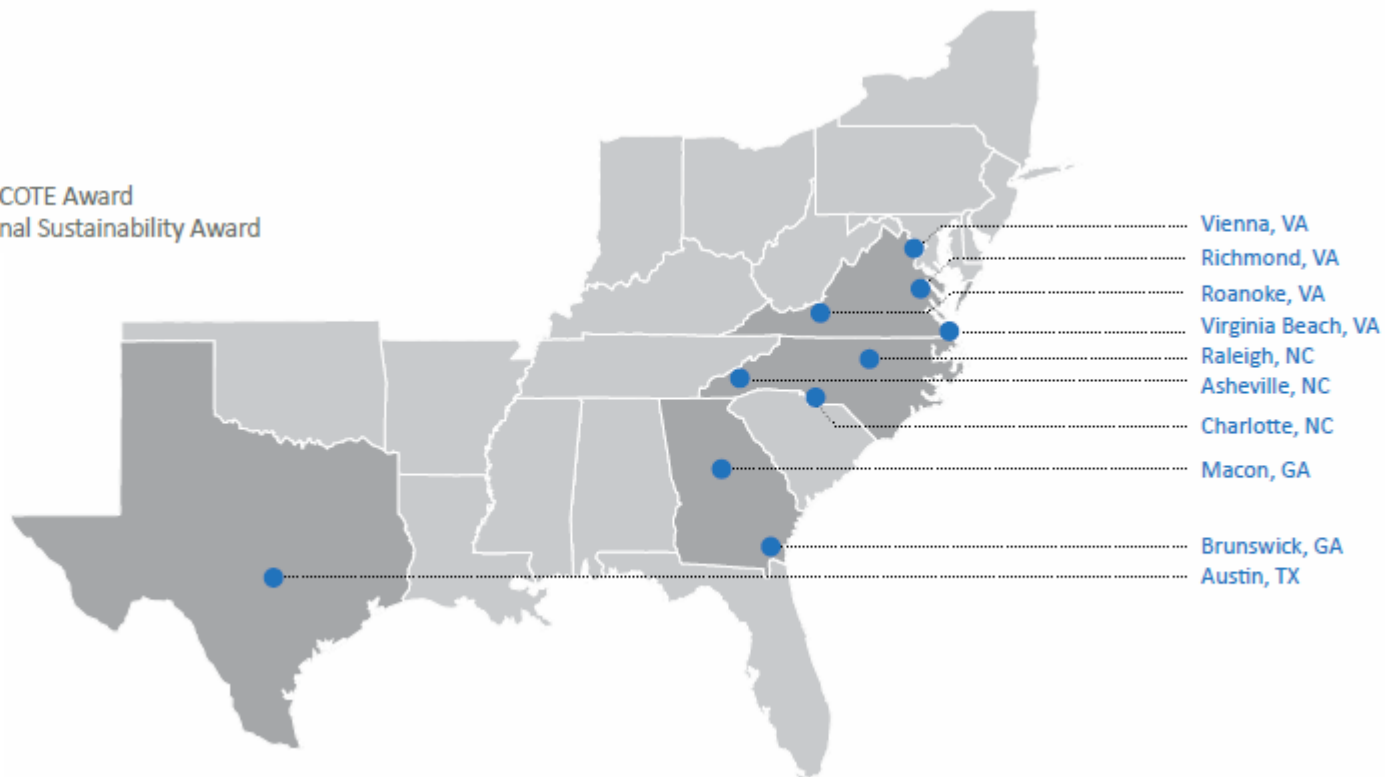 COTE Award
nal Sustainability Award
Vienna, VA
Richmond, VA
Roanoke, VA
Virginia Beach, VA
Raleigh, NC
Asheville, NC
Charlotte, NC
Macon, GA
Brunswick, GA
Austin, TX